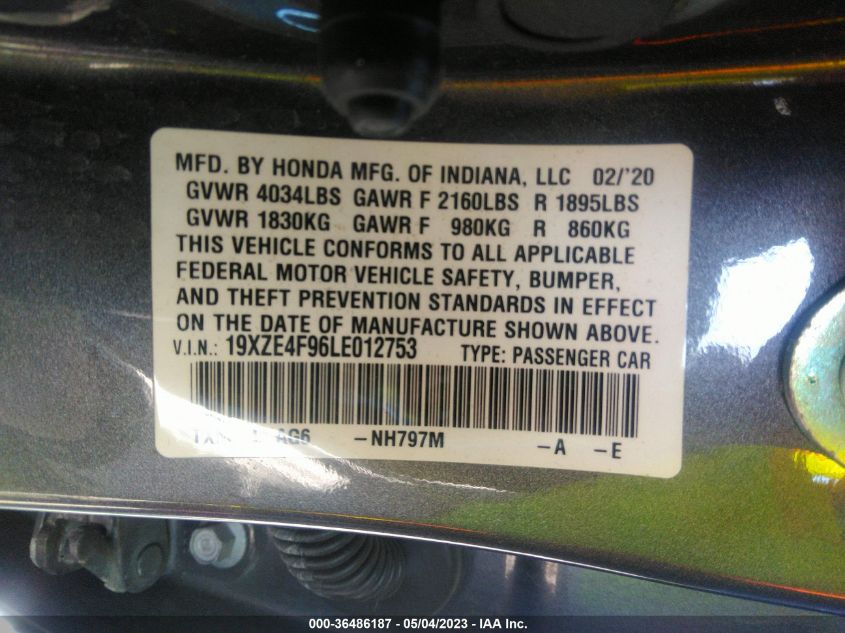 MFD. BY HONDA MFG. OF INDIANA, LLC 02/'20
GVWR 4034LBS GAWR F 2160LBS R 1895LBS
GVWR 1830KG GAWR F 980KG R 860KG
THIS VEHICLE CONFORMS TO ALL APPLICABLE
FEDERAL MOTOR VEHICLE SAFETY, BUMPER,
AND THEFT PREVENTION STANDARDS IN EFFECT
ON THE DATE OF MANUFACTURE SHOWN ABOVE.
V.I.N.: 19XZE4F96LE012753 TYPE: PASSENGER CAR
AG6 -NH797M -A -E
000-36486187 - 05/04/2023 - IAA Inc.